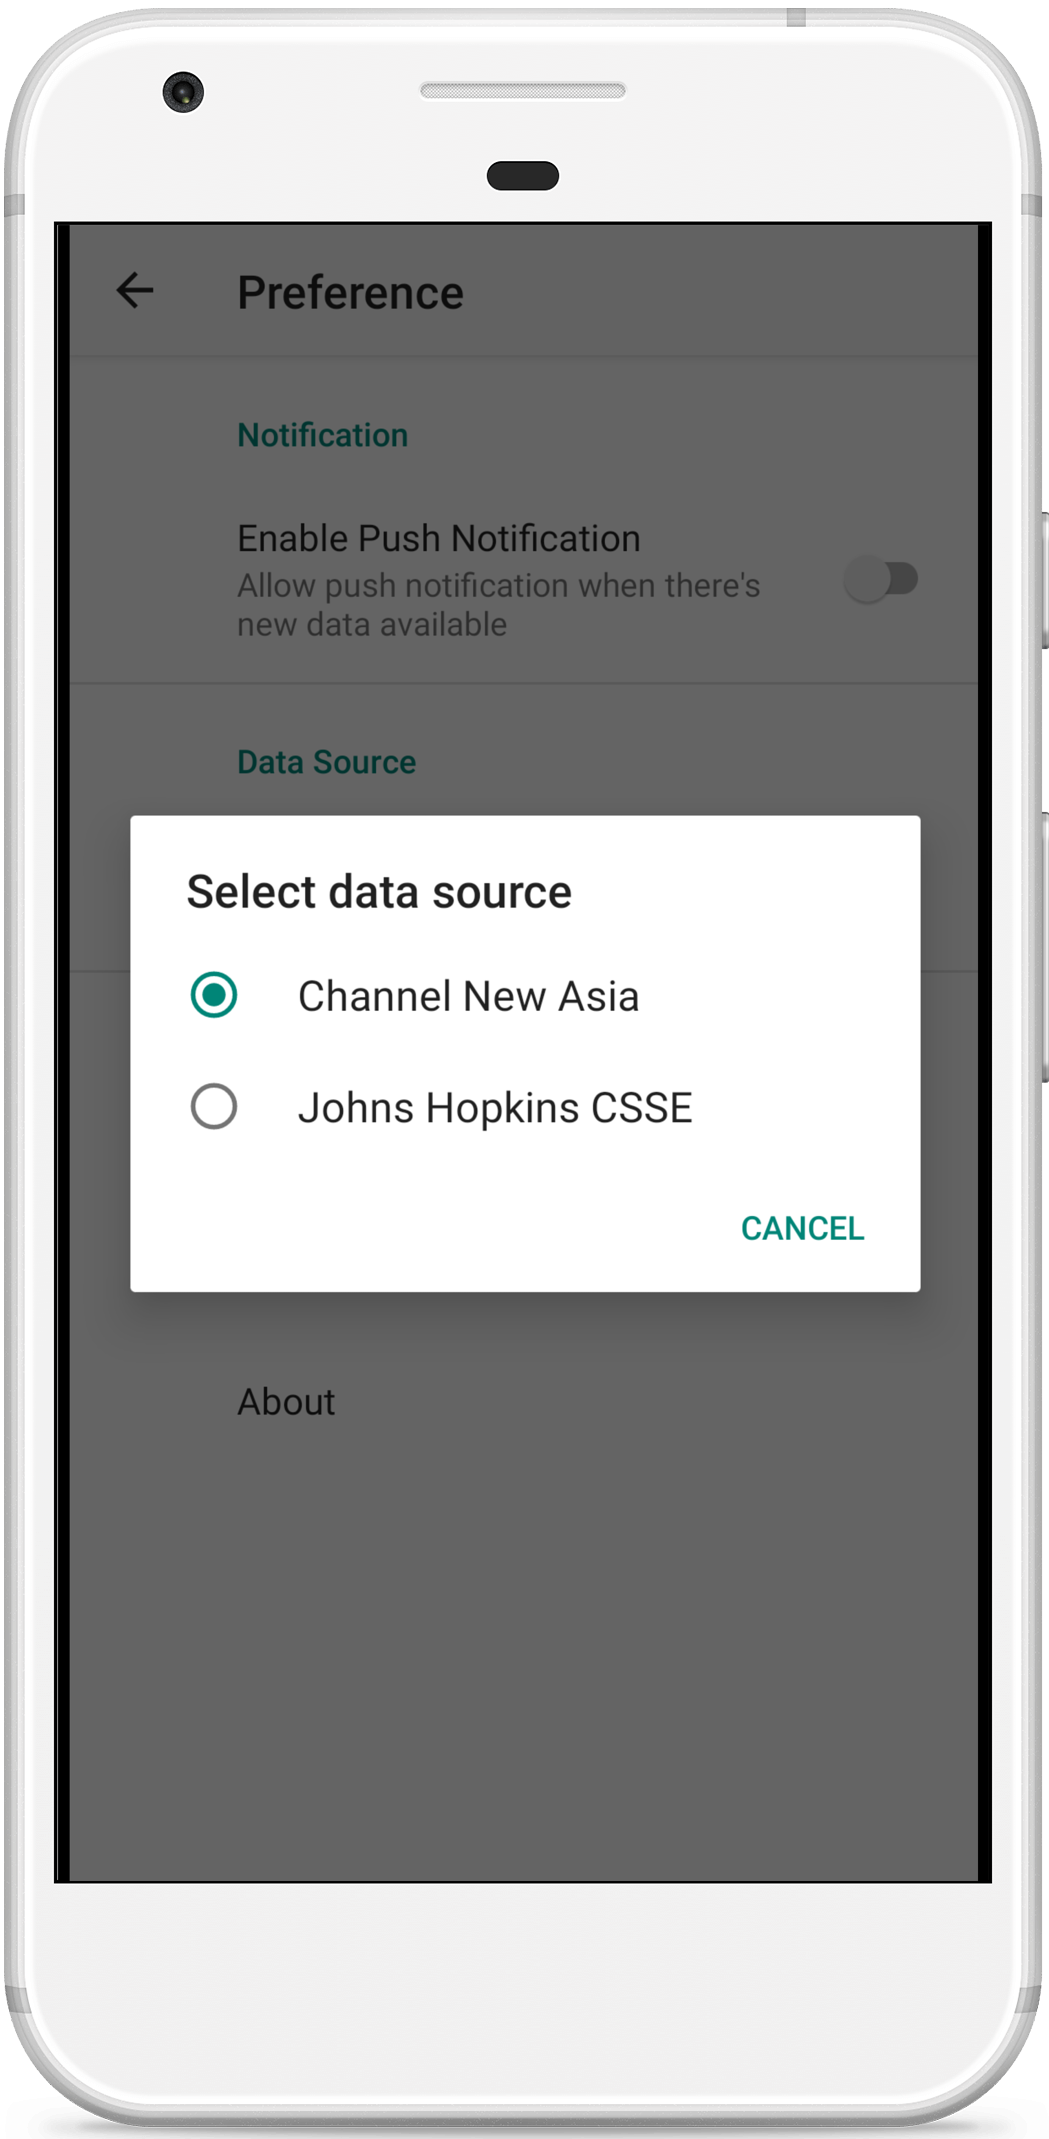 Preference
Notification
Enable Push Notification
Allow push notification when there's
new data available
Data Source
Select data source
Channel New Asia
Johns Hopkins CSSE
CANCEL
About